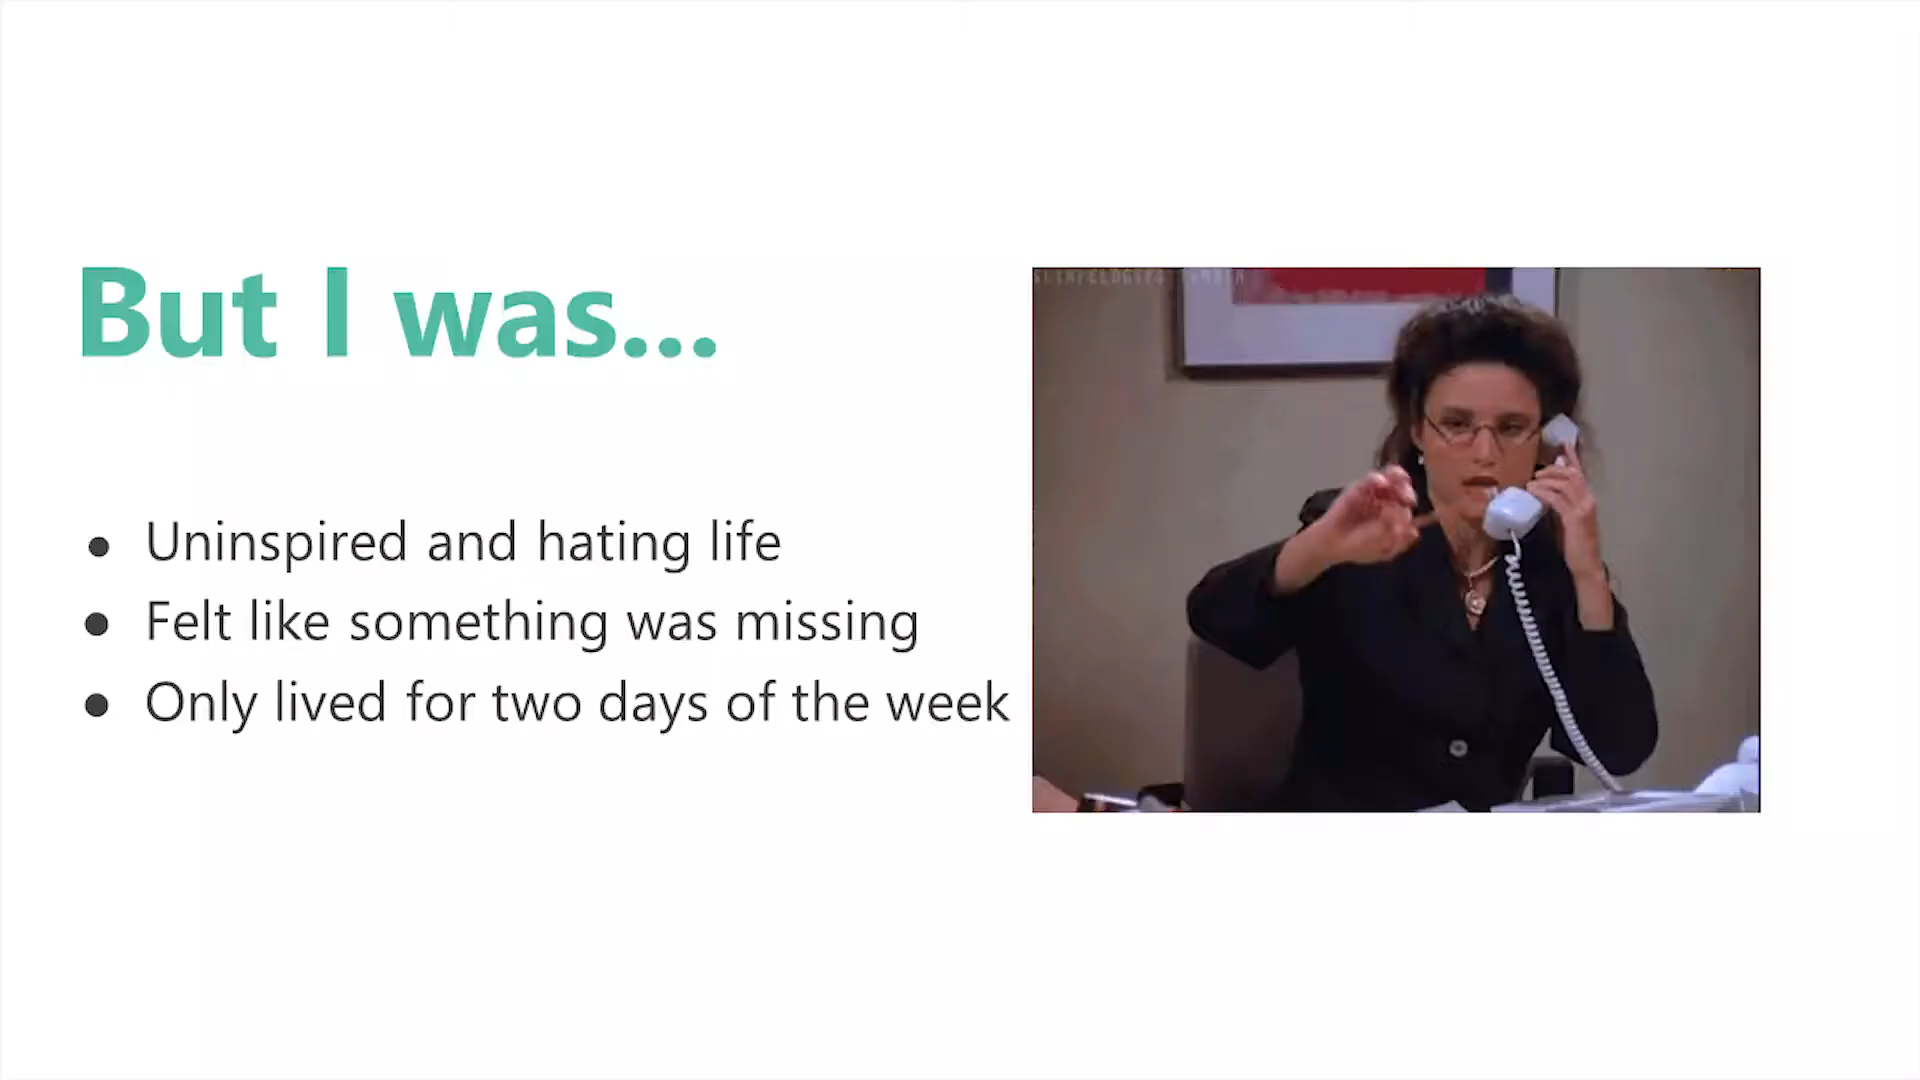 But I was...
Uninspired and hating life
Felt like something was missing
Only lived for two days of the week